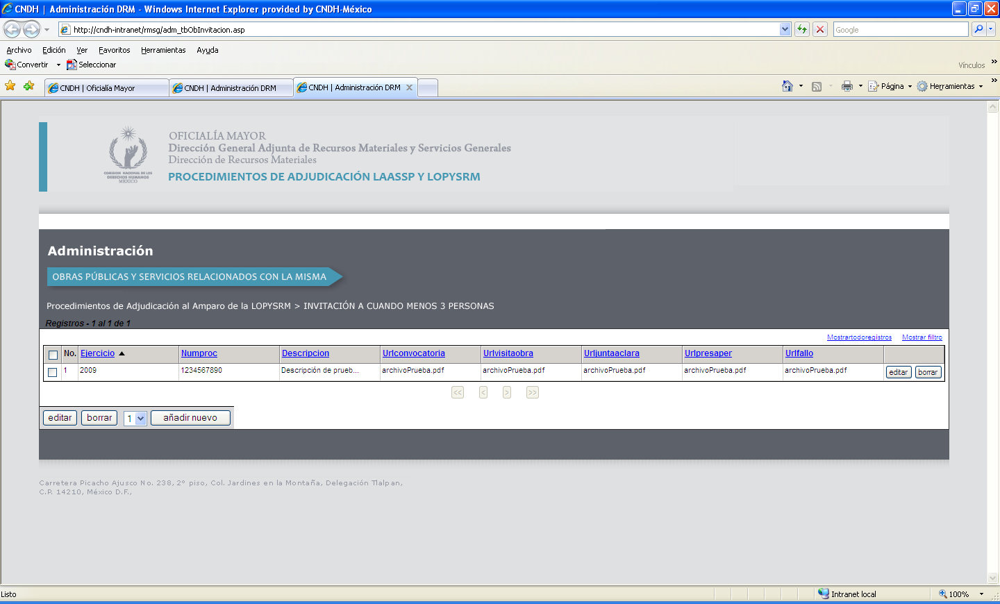 CNDH | Administración DRM - Windows Internet Explorer provided by CNDH-México
http://cndh-intranet/rmsg/adm_tbObInvitacion.asp
Google
Archivo Edición Ver Favoritos Herramientas Ayuda
Convertir Seleccionar
Vínculos
CNDH | Oficialía Mayor
CNDH | Administración DRM
CNDH | Administración DRM
Página
Herramientas
COMISION NACIONAL DE LOS
DERECHOS HUMANOS
MEXICO
OFICIALÍA MAYOR
Dirección General Adjunta de Recursos Materiales y Servicios Generales
Dirección de Recursos Materiales
PROCEDIMIENTOS DE ADJUDICACIÓN LAASSP Y LOPYSRM
Administración
OBRAS PÚBLICAS Y SERVICIOS RELACIONADOS CON LA MISMA
Procedimientos de Adjudicación al Amparo de la LOPYSRM > INVITACIÓN A CUANDO MENOS 3 PERSONAS
Registros - 1 al 1 de 1
Mostrartodoregistros Mostrar filtro
No. Ejercicio Numproc Descripcion Urlconvocatoria Urlvisitaobra Urljuntaaclara Urlpresaper Urlfallo
1 2009 1234567890 Descripción de prueb... archivoPrueba.pdf archivoPrueba.pdf archivoPrueba.pdf archivoPrueba.pdf archivoPrueba.pdf editar borrar
<< < > >>
editar borrar 1 añadir nuevo
Carretera Picacho Ajusco No. 238, 2º piso, Col. Jardines en la Montaña, Delegación Tlalpan,
C.P. 14210, México D.F.,
Listo
Intranet local
100%